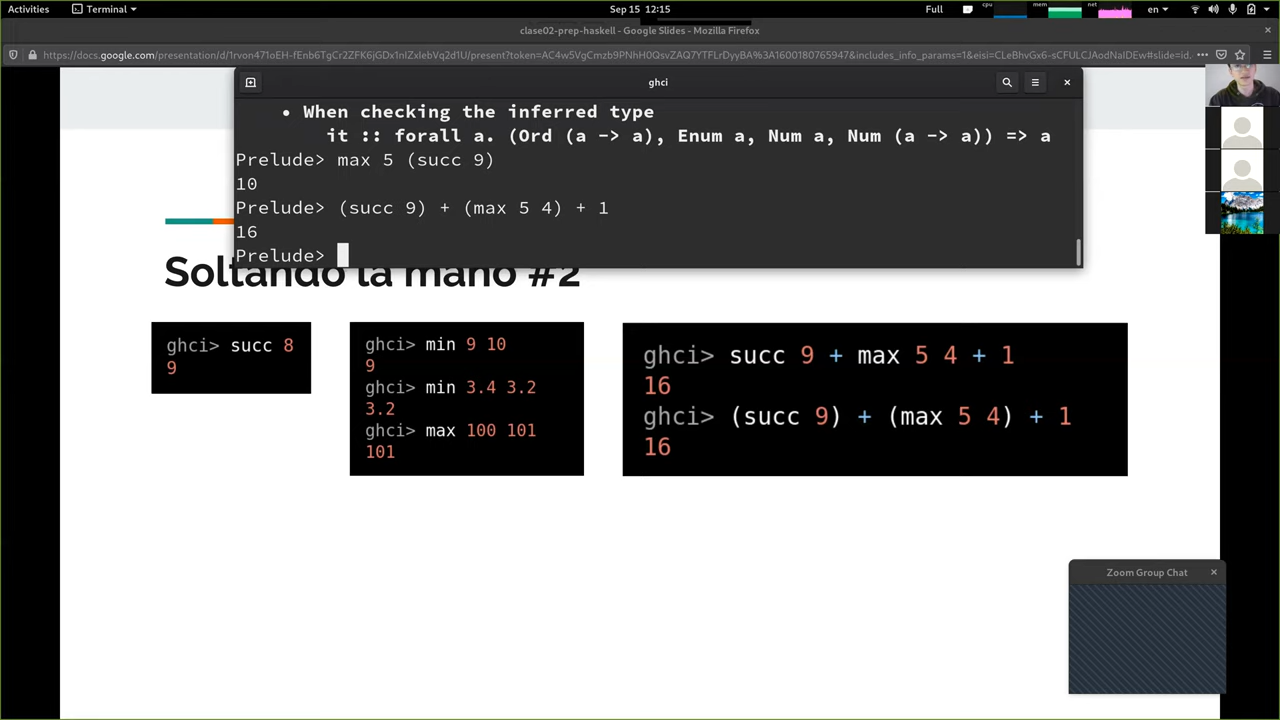 Activities
Terminal
Sep 15 12:15
Full
cpu
mem
net
en
clase02-prep-haskell - Google Slides - Mozilla Firefox
ghci
• When checking the inferred type
it :: forall a. (Ord (a -> a), Enum a, Num a, Num (a -> a)) => a
Prelude> max 5 (succ 9)
10
Prelude> (succ 9) + (max 5 4) + 1
16
Prelude>
Soltando la mano #2
ghci> succ 8
9
ghci> min 9 10
9
ghci> min 3.4 3.2
3.2
ghci> max 100 101
101
ghci> succ 9 + max 5 4 + 1
16
ghci> (succ 9) + (max 5 4) + 1
16
Zoom Group Chat